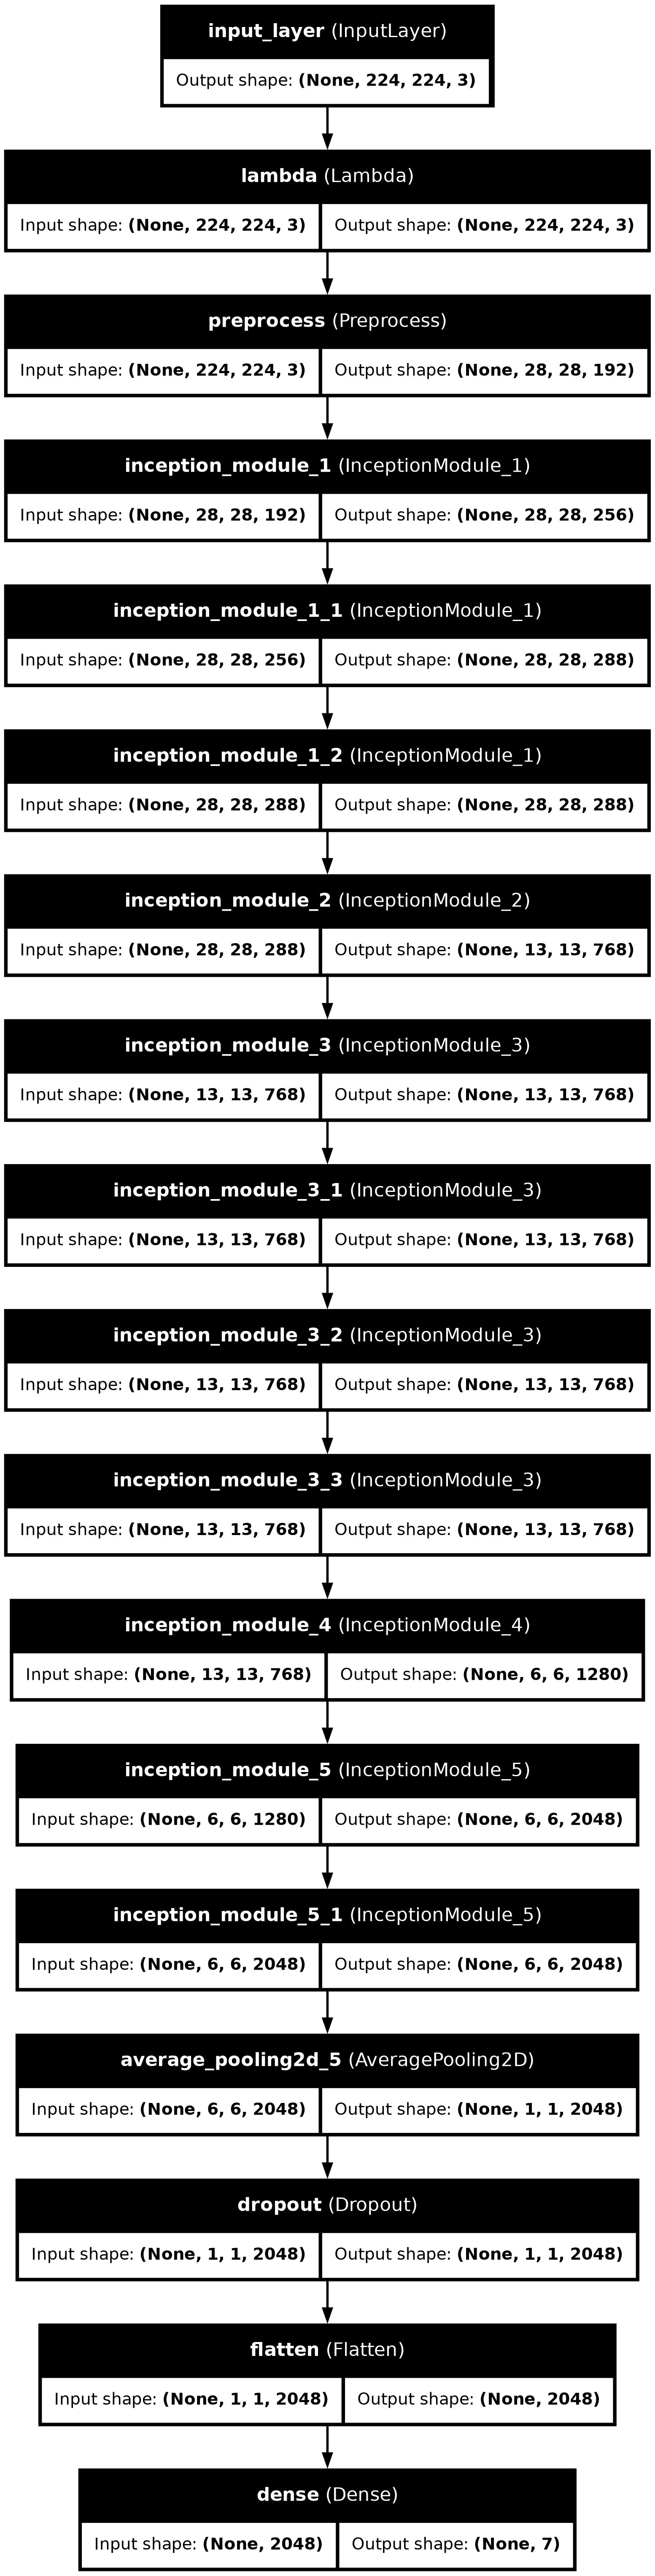 input_layer (InputLayer)
Output shape: (None, 224, 224, 3)
lambda (Lambda)
Input shape: (None, 224, 224, 3) Output shape: (None, 224, 224, 3)
preprocess (Preprocess)
Input shape: (None, 224, 224, 3) Output shape: (None, 28, 28, 192)
inception_module_1 (InceptionModule_1)
Input shape: (None, 28, 28, 192) Output shape: (None, 28, 28, 256)
inception_module_1_1 (InceptionModule_1)
Input shape: (None, 28, 28, 256) Output shape: (None, 28, 28, 288)
inception_module_1_2 (InceptionModule_1)
Input shape: (None, 28, 28, 288) Output shape: (None, 28, 28, 288)
inception_module_2 (InceptionModule_2)
Input shape: (None, 28, 28, 288) Output shape: (None, 13, 13, 768)
inception_module_3 (InceptionModule_3)
Input shape: (None, 13, 13, 768) Output shape: (None, 13, 13, 768)
inception_module_3_1 (InceptionModule_3)
Input shape: (None, 13, 13, 768) Output shape: (None, 13, 13, 768)
inception_module_3_2 (InceptionModule_3)
Input shape: (None, 13, 13, 768) Output shape: (None, 13, 13, 768)
inception_module_3_3 (InceptionModule_3)
Input shape: (None, 13, 13, 768) Output shape: (None, 13, 13, 768)
inception_module_4 (InceptionModule_4)
Input shape: (None, 13, 13, 768) Output shape: (None, 6, 6, 1280)
inception_module_5 (InceptionModule_5)
Input shape: (None, 6, 6, 1280) Output shape: (None, 6, 6, 2048)
inception_module_5_1 (InceptionModule_5)
Input shape: (None, 6, 6, 2048) Output shape: (None, 6, 6, 2048)
average_pooling2d_5 (AveragePooling2D)
Input shape: (None, 6, 6, 2048) Output shape: (None, 1, 1, 2048)
dropout (Dropout)
Input shape: (None, 1, 1, 2048) Output shape: (None, 1, 1, 2048)
flatten (Flatten)
Input shape: (None, 1, 1, 2048) Output shape: (None, 2048)
dense (Dense)
Input shape: (None, 2048) Output shape: (None, 7)